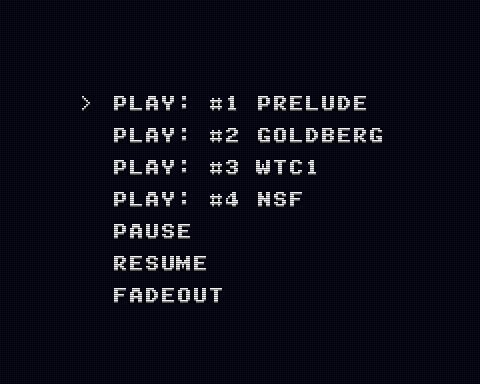 > PLAY: #1 PRELUDE
PLAY: #2 GOLDBERG
PLAY: #3 WTC1
PLAY: #4 NSF
PAUSE
RESUME
FADEOUT